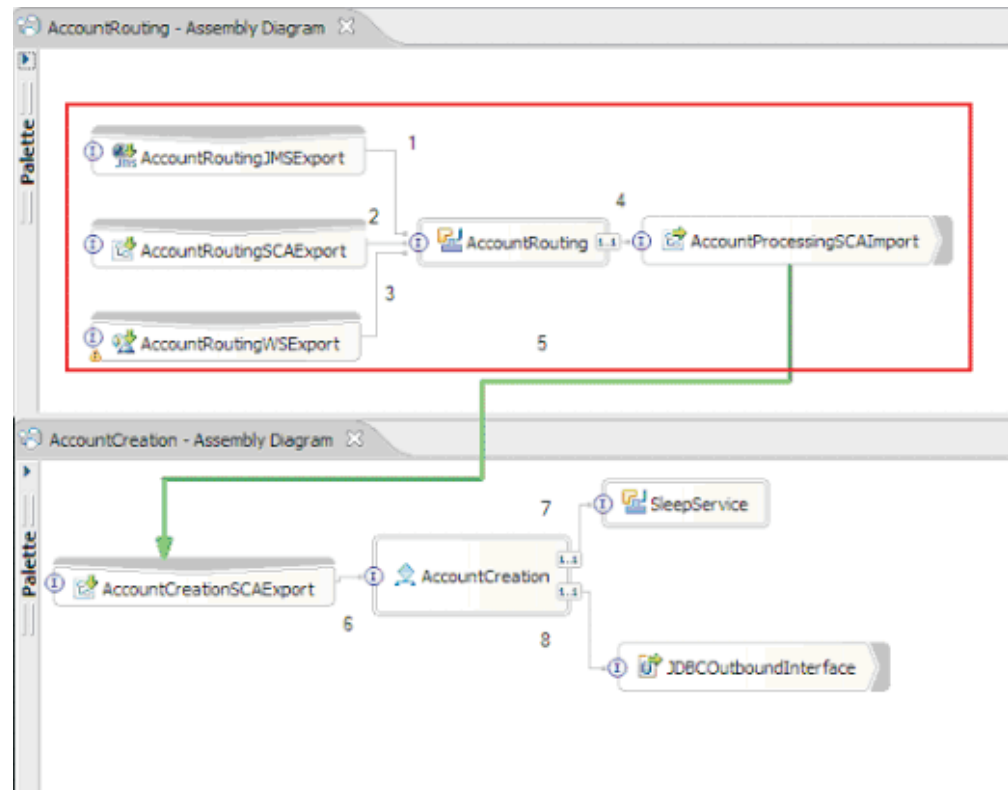 AccountRouting - Assembly Diagram
Palette
1
Jms AccountRoutingJMSExport
2
4
AccountRoutingSCAExport
AccountRouting 1..1
AccountProcessingSCAImport
3
AccountRoutingWSExport
5
AccountCreation - Assembly Diagram
Palette
7
SleepService
1..1
AccountCreation
1..1
AccountCreationSCAExport
6
8
JDBCOutboundInterface